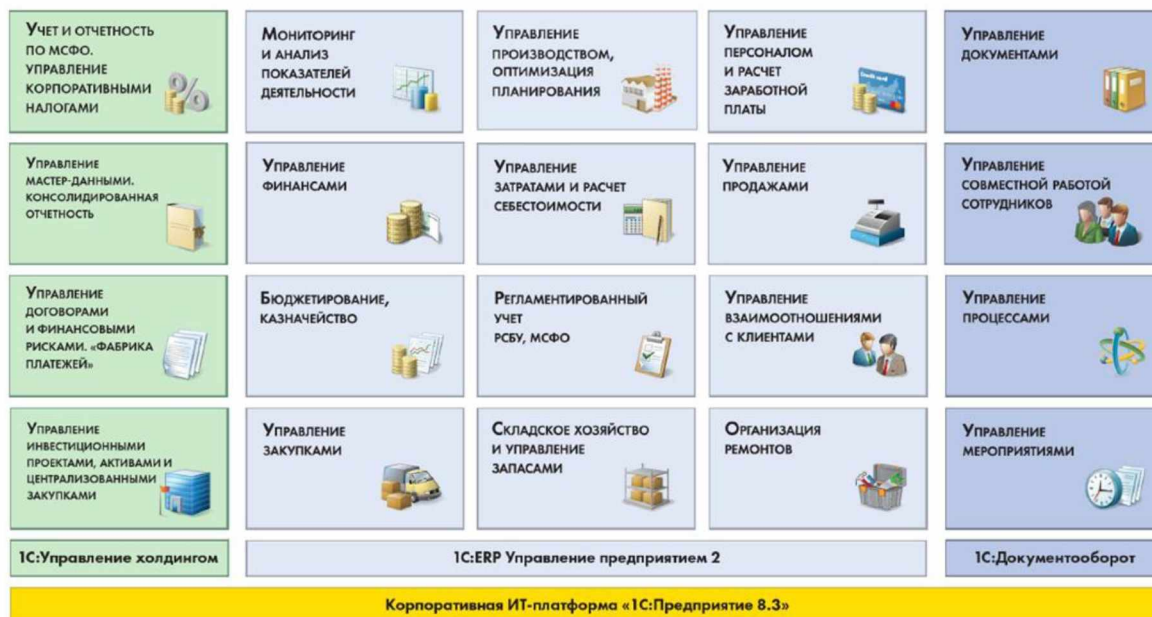 Учет и отчетность
по МСФО.
управление
корпоративными
налогами
Мониторинг
и анализ
показателей
деятельности
Управление
производством,
оптимизация
планирования
Управление
персоналом
и расчет
заработной
платы
Управление
документами
Управление
мастер-данными.
консолидированная
отчетность
Управление
финансами
Управление
затратами и расчет
себестоимости
Управление
продажами
Управление
совместной работой
сотрудников
Управление
договорами
и финансовыми
рисками. «фабрика
платежей»
Бюджетирование,
казначейство
Регламентированный
учет
РСБУ, МСФО
Управление
взаимоотношениями
с клиентами
Управление
процессами
Управление
инвестиционными
проектами, активами и
централизованными
закупками
Управление
закупками
Складское хозяйство
и управление
запасами
Организация
ремонтов
Управление
мероприятиями
1С:Управление холдингом
1С:ERP Управление предприятием 2
1С:Документооборот
Корпоративная ИТ-платформа «1С:Предприятие 8.3»